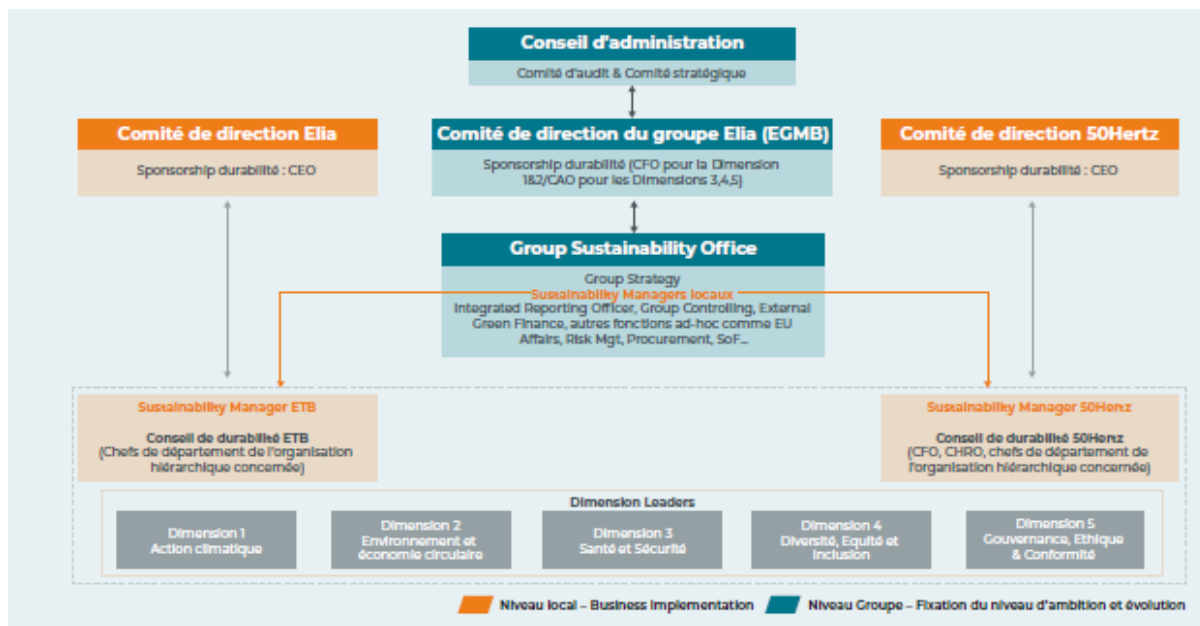 Conseil d'administration
Comité d'audit & Comité stratégique
Comité de direction Elia
Sponsorship durabilité : CEO
Comité de direction du groupe Elia (EGMB)
Sponsorship durabilité (CFO pour la Dimension
1&2/CAO pour les Dimensions 3,4,5)
Comité de direction 50Hertz
Sponsorship durabilité : CEO
Group Sustainability Office
Group Strategy
Sustainability Managers locaux
Integrated Reporting Officer, Group Controlling, External
Green Finance, autres fonctions ad-hoc comme EU
Affairs, Risk Mgt, Procurement, SoF...
Sustainability Manager ETB
Conseil de durabilité ETB
(Chefs de département de l'organisation
hiérarchique concernée)
Sustainability Manager 50Hertz
Conseil de durabilité 50Hertz
(CFO, CHRO, chefs de département de
l'organisation hiérarchique concernée)
Dimension Leaders
Dimension 1
Action climatique
Dimension 2
Environnement et
économie circulaire
Dimension 3
Santé et Sécurité
Dimension 4
Diversité, Equité et
Inclusion
Dimension 5
Gouvernance, Ethique
& Conformité
Niveau local – Business Implementation
Niveau Groupe – Fixation du niveau d'ambition et évolution